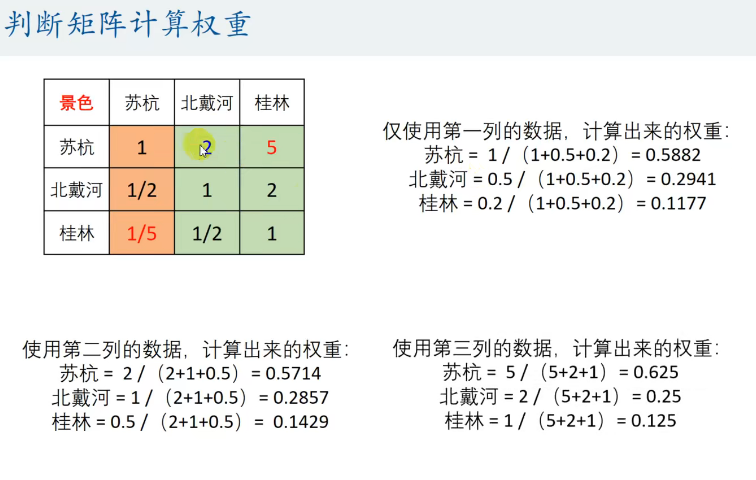 判断矩阵计算权重
景色 苏杭 北戴河 桂林
苏杭 1 2 5
北戴河 1/2 1 2
桂林 1/5 1/2 1
仅使用第一列的数据，计算出来的权重：
苏杭 = 1 /（1+0.5+0.2）= 0.5882
北戴河 = 0.5 /（1+0.5+0.2）= 0.2941
桂林 = 0.2 /（1+0.5+0.2）= 0.1177
使用第二列的数据，计算出来的权重：
苏杭 = 2 /（2+1+0.5）= 0.5714
北戴河 = 1 /（2+1+0.5）= 0.2857
桂林 = 0.5 /（2+1+0.5）= 0.1429
使用第三列的数据，计算出来的权重：
苏杭 = 5 /（5+2+1）= 0.625
北戴河 = 2 /（5+2+1）= 0.25
桂林 = 1 /（5+2+1）= 0.125